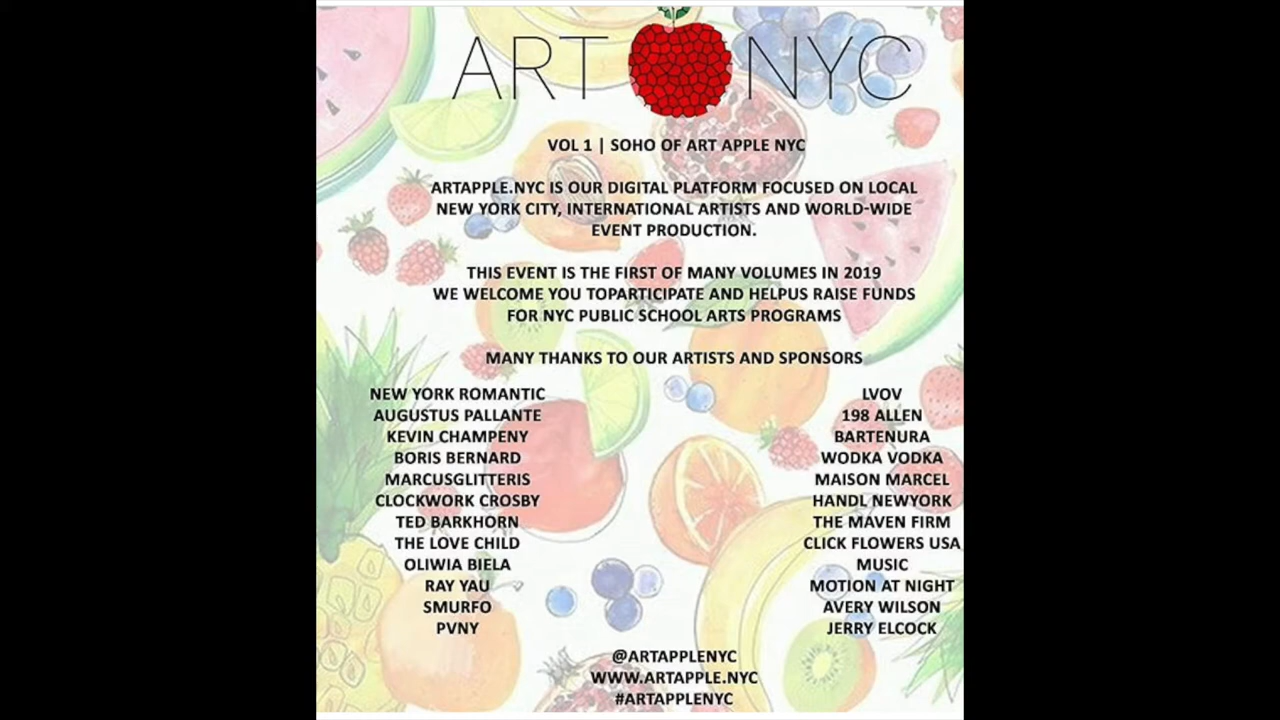 ART NYC
VOL 1 | SOHO OF ART APPLE NYC
ARTAPPLE.NYC IS OUR DIGITAL PLATFORM FOCUSED ON LOCAL
NEW YORK CITY, INTERNATIONAL ARTISTS AND WORLD-WIDE
EVENT PRODUCTION.
THIS EVENT IS THE FIRST OF MANY VOLUMES IN 2019
WE WELCOME YOU TOPARTICIPATE AND HELPUS RAISE FUNDS
FOR NYC PUBLIC SCHOOL ARTS PROGRAMS
MANY THANKS TO OUR ARTISTS AND SPONSORS
NEW YORK ROMANTIC
AUGUSTUS PALLANTE
KEVIN CHAMPENY
BORIS BERNARD
MARCUSGLITTERIS
CLOCKWORK CROSBY
TED BARKHORN
THE LOVE CHILD
OLIWIA BIELA
RAY YAU
SMURFO
PVNY
LVOV
198 ALLEN
BARTENURA
WODKA VODKA
MAISON MARCEL
HANDL NEWYORK
THE MAVEN FIRM
CLICK FLOWERS USA
MUSIC
MOTION AT NIGHT
AVERY WILSON
JERRY ELCOCK
@ARTAPPLENYC
WWW.ARTAPPLE.NYC
#ARTAPPLENYC